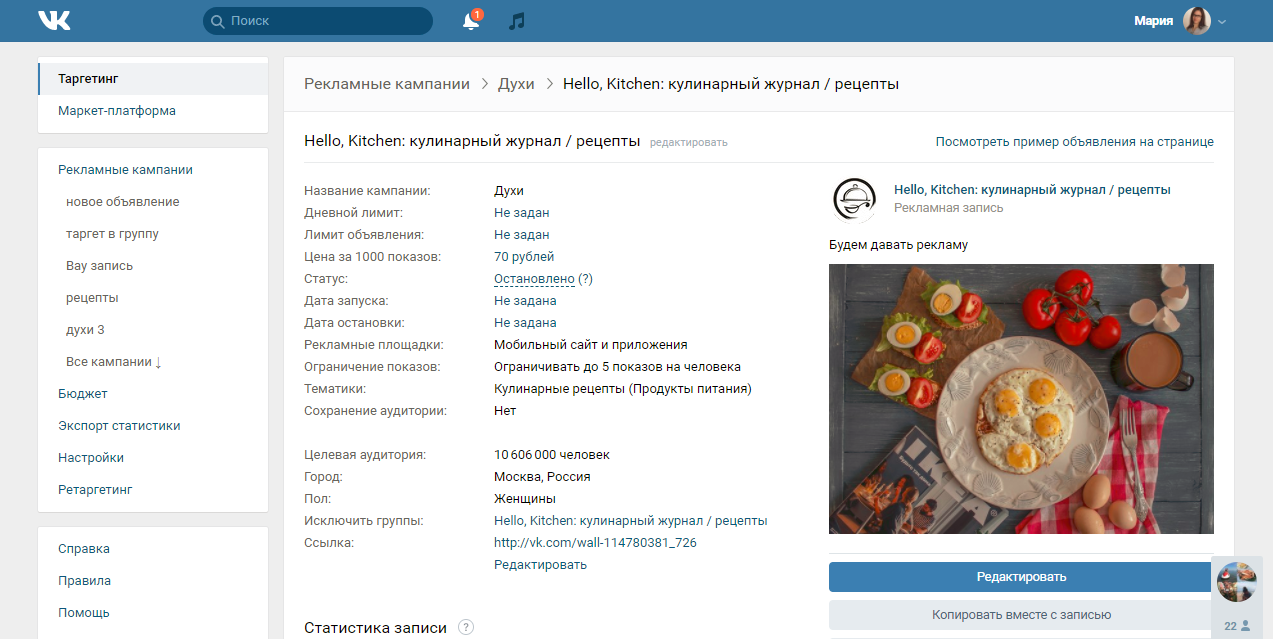 VK
Поиск
1
Мария
Таргетинг
Маркет-платформа
Рекламные кампании
новое объявление
таргет в группу
Вау запись
рецепты
духи 3
Все кампании ↓
Бюджет
Экспорт статистики
Настройки
Ретаргетинг
Справка
Правила
Помощь
Рекламные кампании > Духи > Hello, Kitchen: кулинарный журнал / рецепты
Hello, Kitchen: кулинарный журнал / рецепты редактировать
Посмотреть пример объявления на странице
Название кампании: Духи
Дневной лимит: Не задан
Лимит объявления: Не задан
Цена за 1000 показов: 70 рублей
Статус: Остановлено (?)
Дата запуска: Не задана
Дата остановки: Не задана
Рекламные площадки: Мобильный сайт и приложения
Ограничение показов: Ограничивать до 5 показов на человека
Тематики: Кулинарные рецепты (Продукты питания)
Сохранение аудитории: Нет
Целевая аудитория: 10 606 000 человек
Город: Москва, Россия
Пол: Женщины
Исключить группы: Hello, Kitchen: кулинарный журнал / рецепты
Ссылка: http://vk.com/wall-114780381_726
Редактировать
Статистика записи ?
Hello, Kitchen: кулинарный журнал / рецепты
Рекламная запись
Будем давать рекламу
Редактировать
Копировать вместе с записью
22